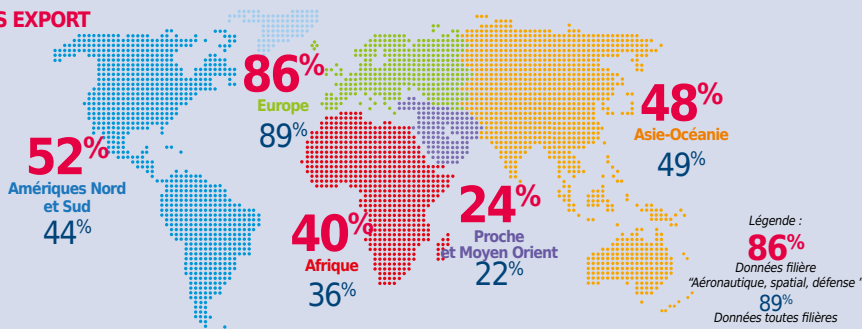 S EXPORT
86%
Europe
89%
48%
Asie-Océanie
49%
52%
Amériques Nord
et Sud
44%
40%
Afrique
36%
24%
Proche
et Moyen Orient
22%
Légende :
86%
Données filière
"Aéronautique, spatial, défense "
89%
Données toutes filières